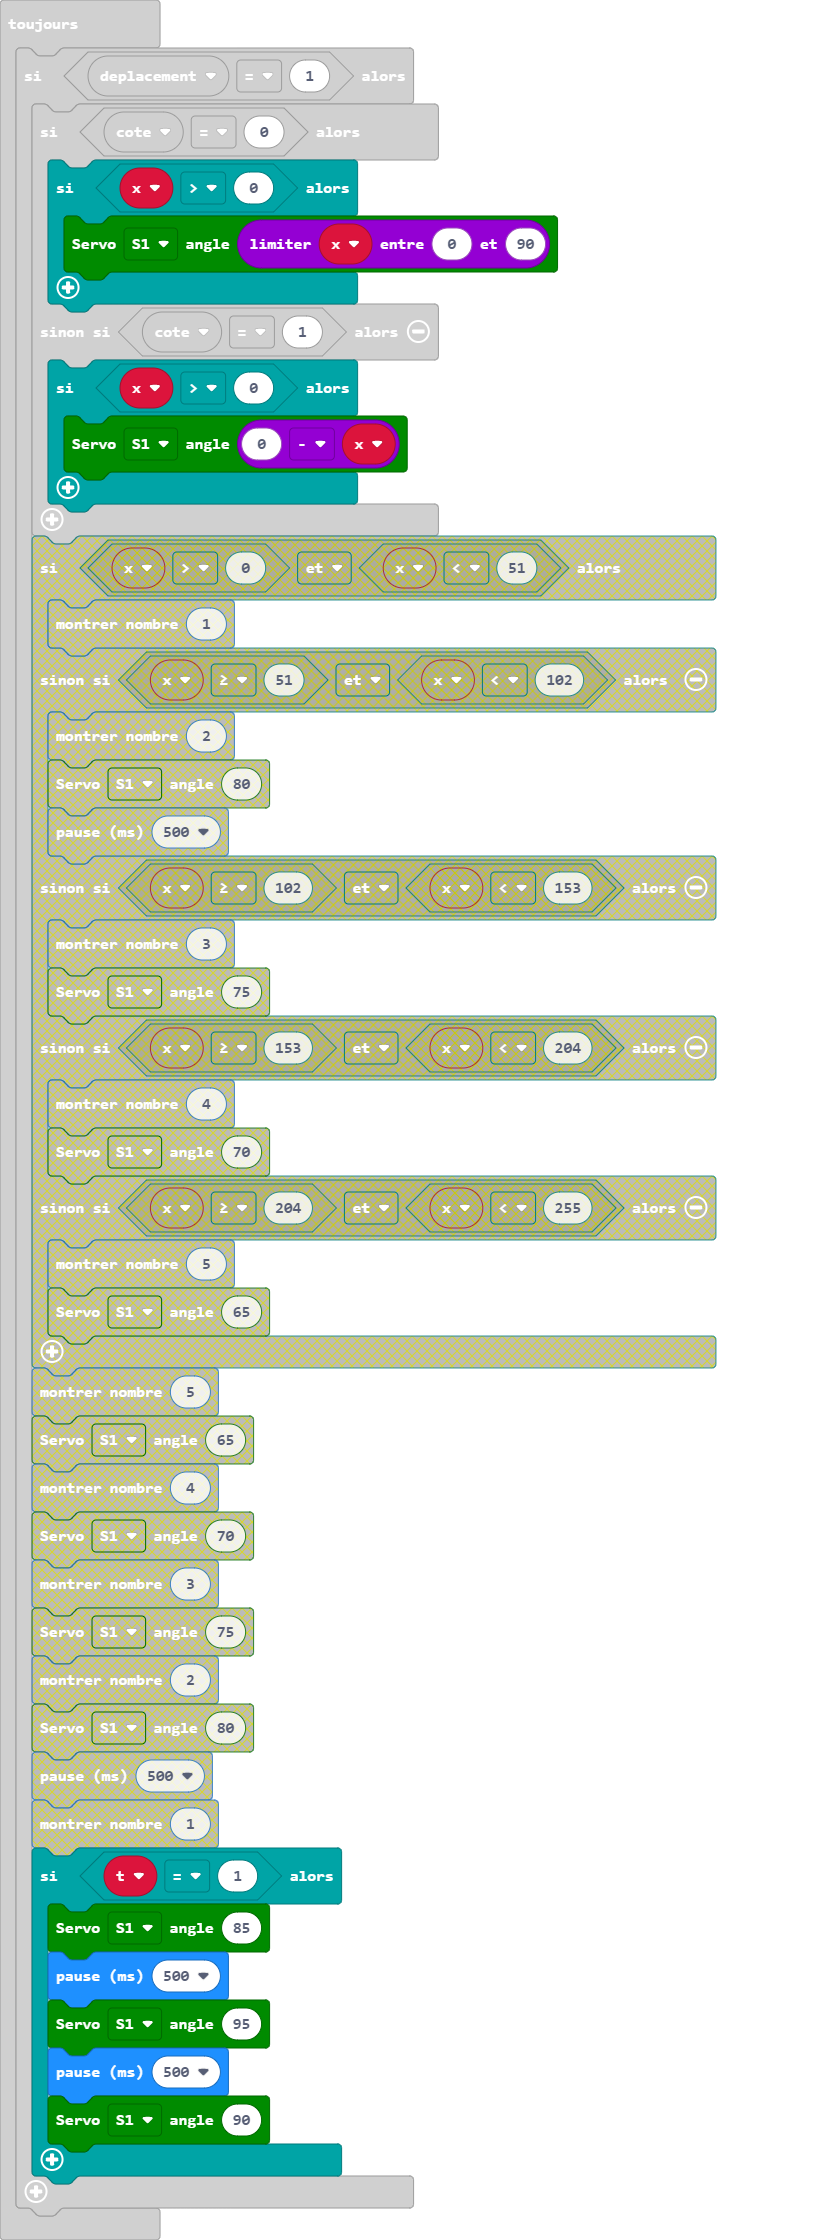 toujours
si deplacement = 1 alors
si cote = 0 alors
si x > 0 alors
Servo S1 angle limiter x entre 0 et 90
sinon si cote = 1 alors
si x > 0 alors
Servo S1 angle 0 - x
si x > 0 et x < 51 alors
montrer nombre 1
sinon si x ≥ 51 et x < 102 alors
montrer nombre 2
Servo S1 angle 80
pause (ms) 500
sinon si x ≥ 102 et x < 153 alors
montrer nombre 3
Servo S1 angle 75
sinon si x ≥ 153 et x < 204 alors
montrer nombre 4
Servo S1 angle 70
sinon si x ≥ 204 et x < 255 alors
montrer nombre 5
Servo S1 angle 65
montrer nombre 5
Servo S1 angle 65
montrer nombre 4
Servo S1 angle 70
montrer nombre 3
Servo S1 angle 75
montrer nombre 2
Servo S1 angle 80
pause (ms) 500
montrer nombre 1
si t = 1 alors
Servo S1 angle 85
pause (ms) 500
Servo S1 angle 95
pause (ms) 500
Servo S1 angle 90